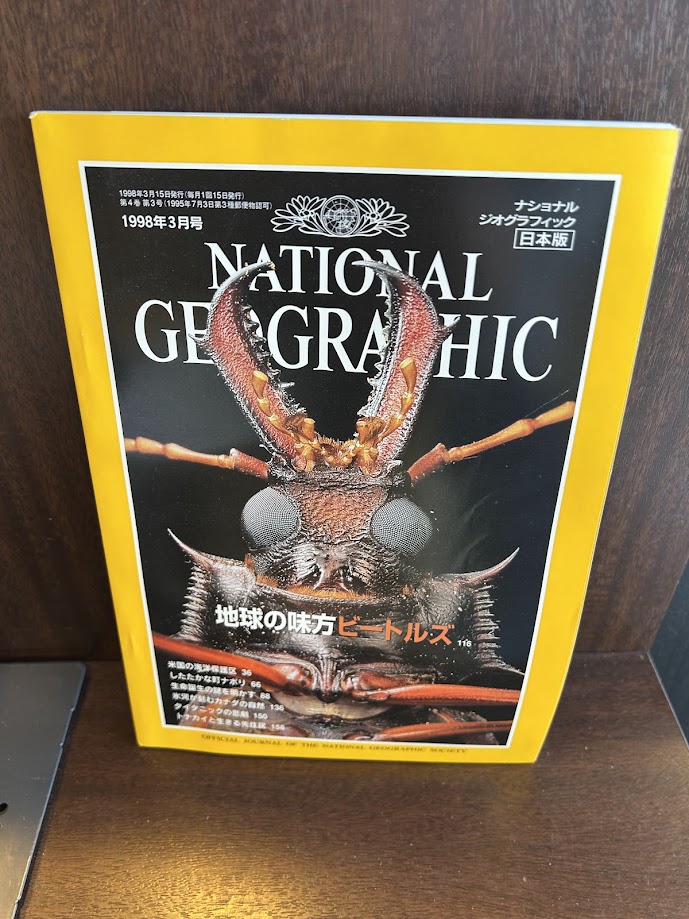 1998年3月15日発行(毎月1回15日発行)
第4巻 第3号(1995年7月3日第3種郵便物認可)
1998年3月号
ナショナル
ジオグラフィック
日本版
NATIONAL
GEOGRAPHIC
地球の味方ビートルズ 116
米国の海洋保護区 36
したたかな町ナポリ 66
生命誕生の謎を明かす 88
氷河が刻むカナダの自然 136
タイタニックの悲劇 150
トナカイと生きる先住民 156
OFFICIAL JOURNAL OF THE NATIONAL GEOGRAPHIC SOCIETY